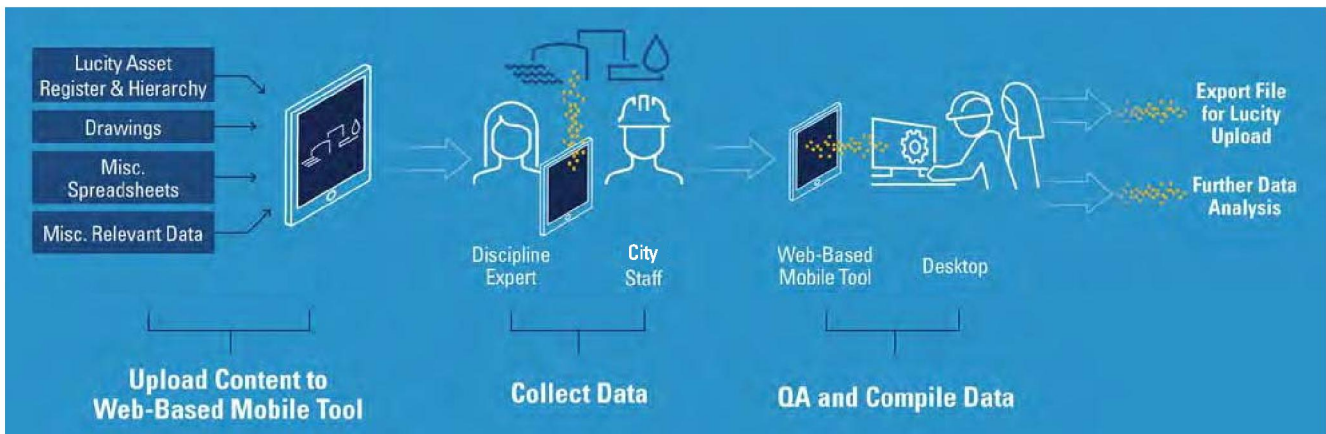 Lucity Asset
Register & Hierarchy
Drawings
Misc.
Spreadsheets
Misc. Relevant Data
Discipline
Expert
City
Staff
Web-Based
Mobile Tool
Desktop
Export File
for Lucity
Upload
Further Data
Analysis
Upload Content to
Web-Based Mobile Tool
Collect Data
QA and Compile Data